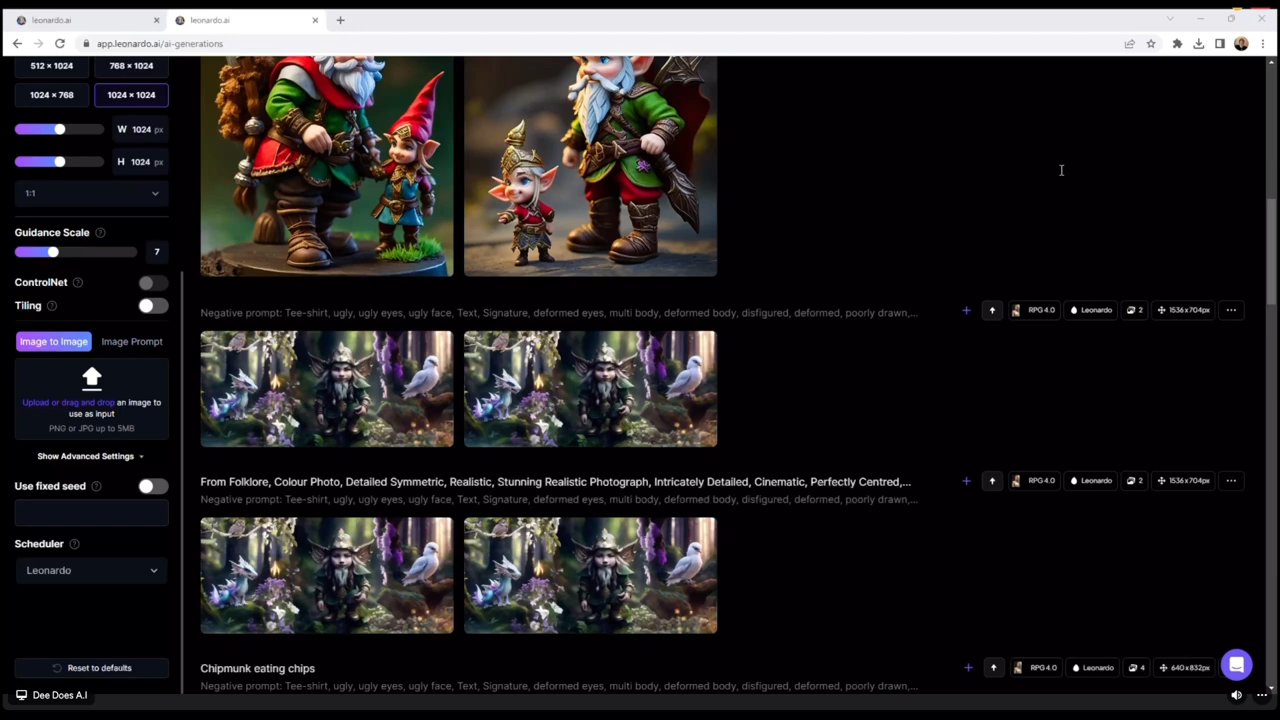 leonardo.ai
leonardo.ai
app.leonardo.ai/ai-generations
512 × 1024
768 × 1024
1024 × 768
1024 × 1024
W 1024 px
H 1024 px
1:1
Guidance Scale
7
ControlNet
Tiling
Image to Image
Image Prompt
Upload or drag and drop an image to
use as input
PNG or JPG up to 5MB
Show Advanced Settings
Use fixed seed
Scheduler
Leonardo
Reset to defaults
Negative prompt: Tee-shirt, ugly, ugly eyes, ugly face, Text, Signature, deformed eyes, multi body, deformed body, disfigured, deformed, poorly drawn,...
RPG 4.0
Leonardo
2
1536x704px
From Folklore, Colour Photo, Detailed Symmetric, Realistic, Stunning Realistic Photograph, Intricately Detailed, Cinematic, Perfectly Centred,...
RPG 4.0
Leonardo
2
1536x704px
Negative prompt: Tee-shirt, ugly, ugly eyes, ugly face, Text, Signature, deformed eyes, multi body, deformed body, disfigured, deformed, poorly drawn,...
Chipmunk eating chips
RPG 4.0
Leonardo
4
640x832px
Negative prompt: Tee-shirt, ugly, ugly eyes, ugly face, Text, Signature, deformed eyes, multi body, deformed body, disfigured, deformed, poorly drawn,...
Dee Does A.I